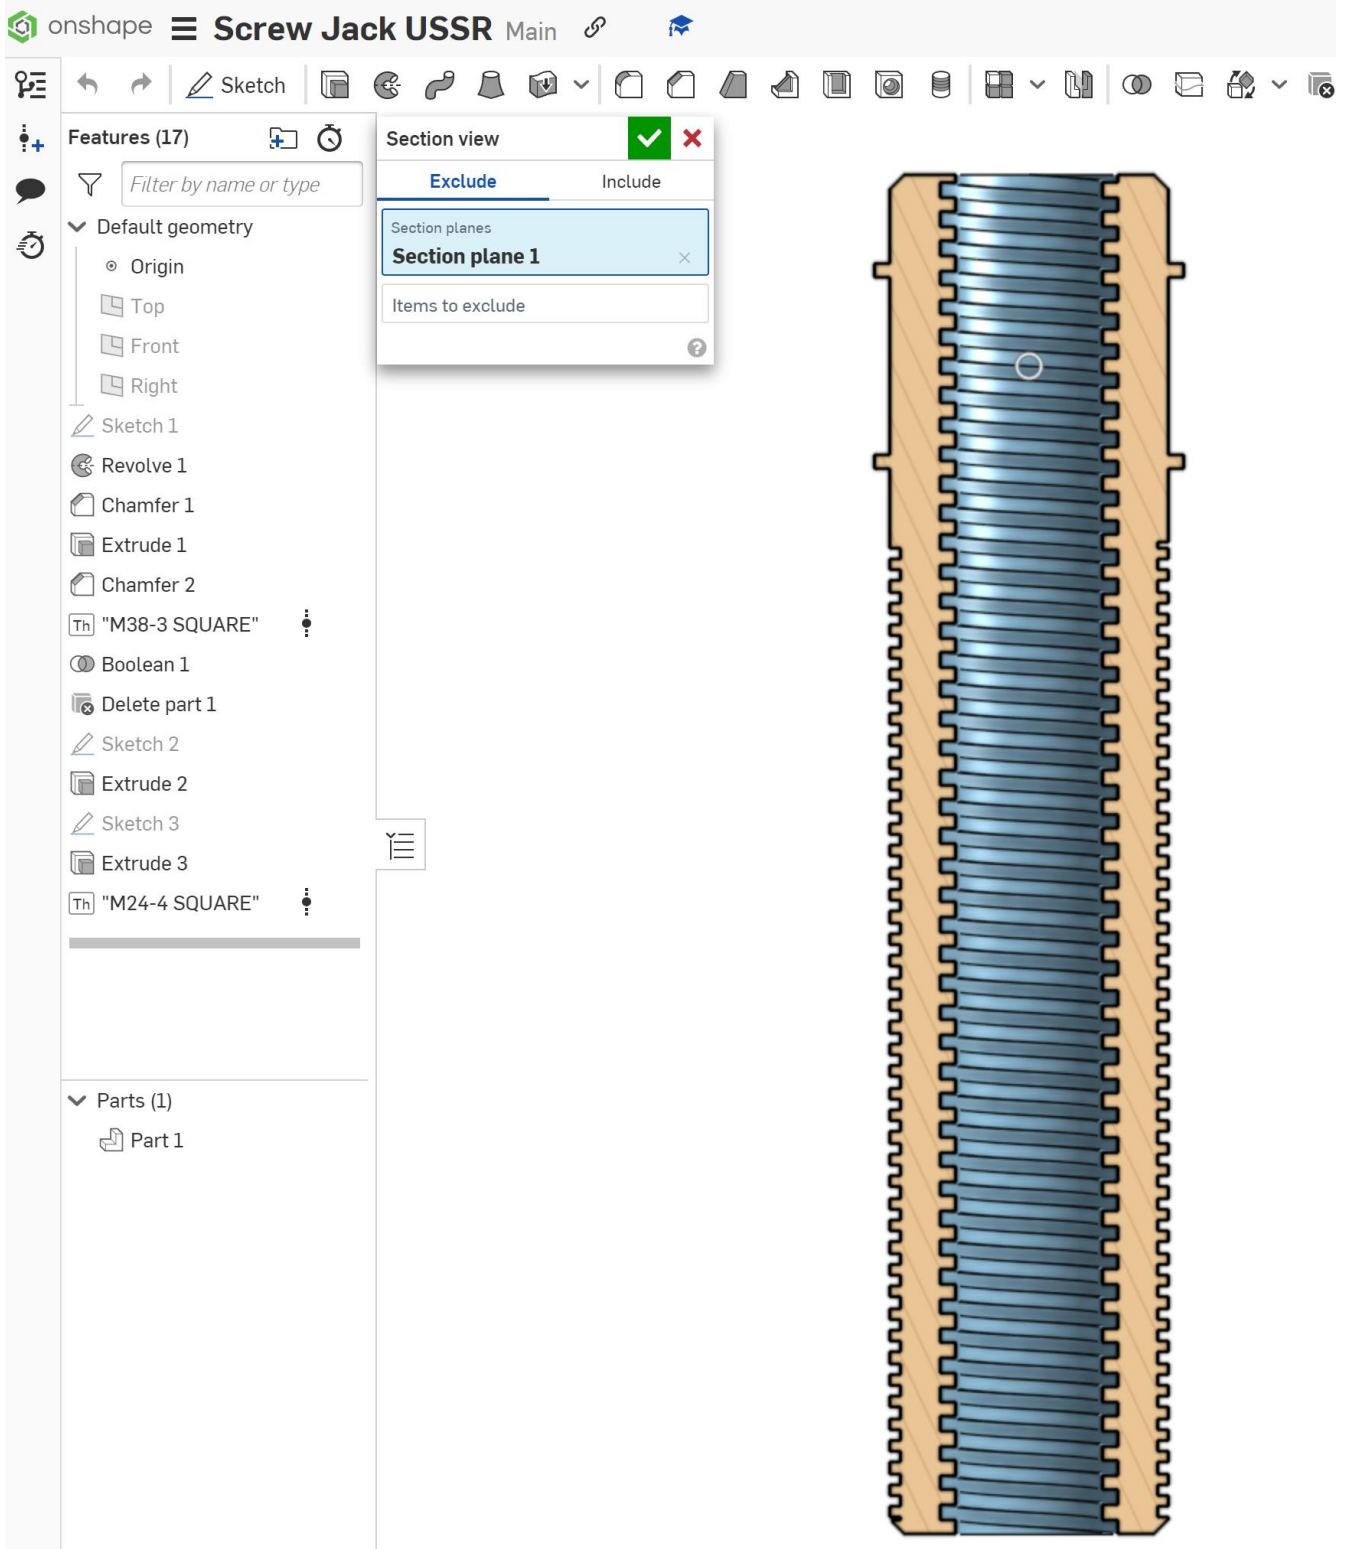 onshape Screw Jack USSR Main
Sketch
Features (17)
Filter by name or type
Default geometry
Origin
Top
Front
Right
Sketch 1
Revolve 1
Chamfer 1
Extrude 1
Chamfer 2
Th "M38-3 SQUARE"
Boolean 1
Delete part 1
Sketch 2
Extrude 2
Sketch 3
Extrude 3
Th "M24-4 SQUARE"
Parts (1)
Part 1
Section view
Exclude Include
Section planes
Section plane 1
Items to exclude